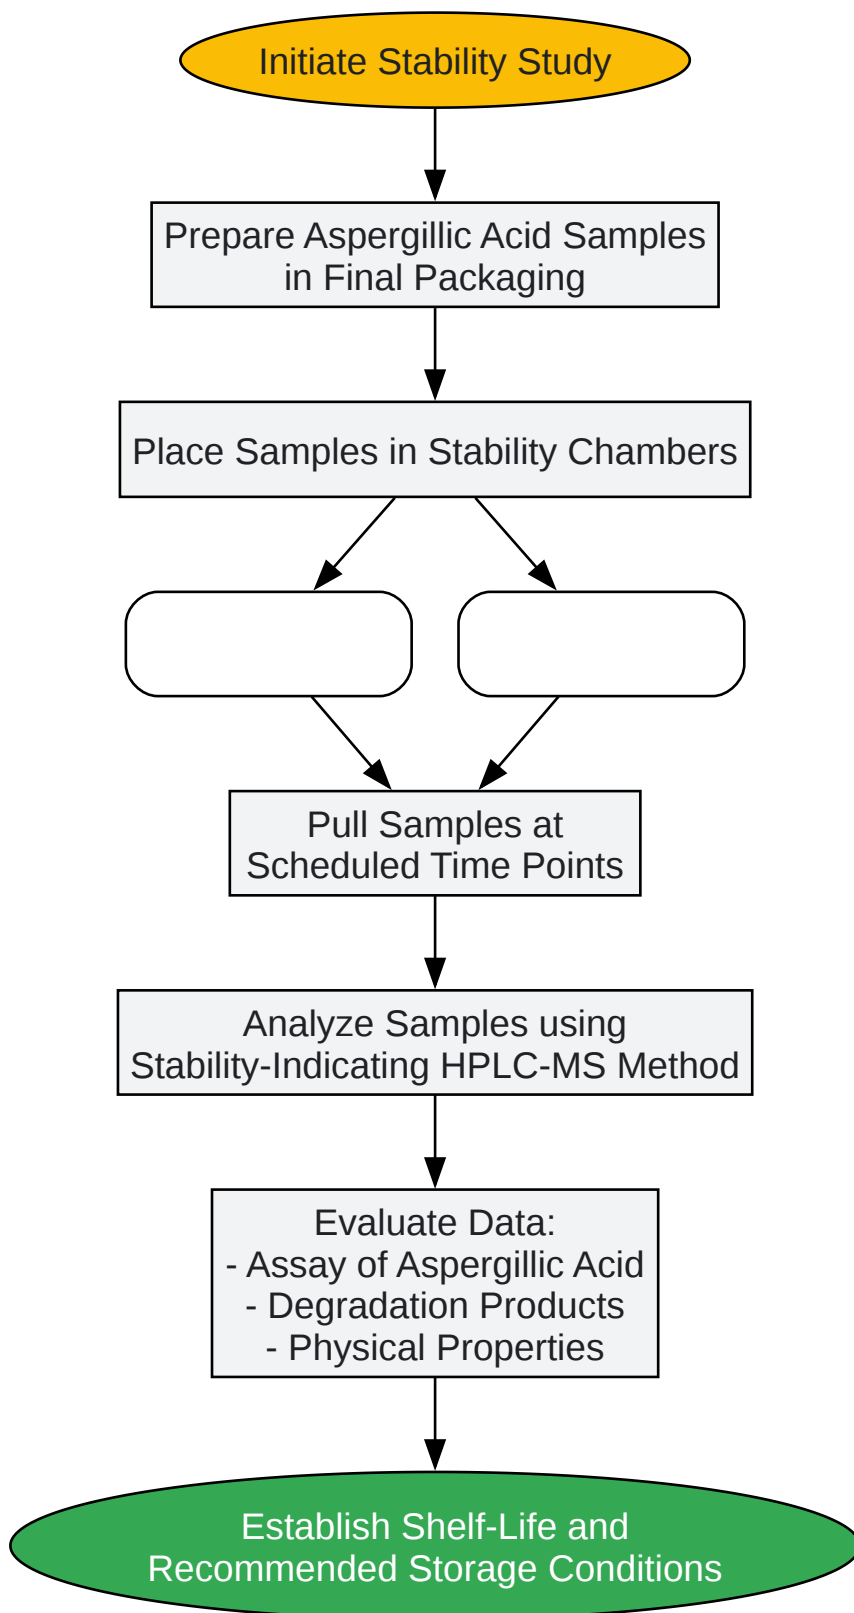 Initiate Stability Study
Prepare Aspergillic Acid Samples
in Final Packaging
Place Samples in Stability Chambers
Pull Samples at
Scheduled Time Points
Analyze Samples using
Stability-Indicating HPLC-MS Method
Evaluate Data:
- Assay of Aspergillic Acid
- Degradation Products
- Physical Properties
Establish Shelf-Life and
Recommended Storage Conditions